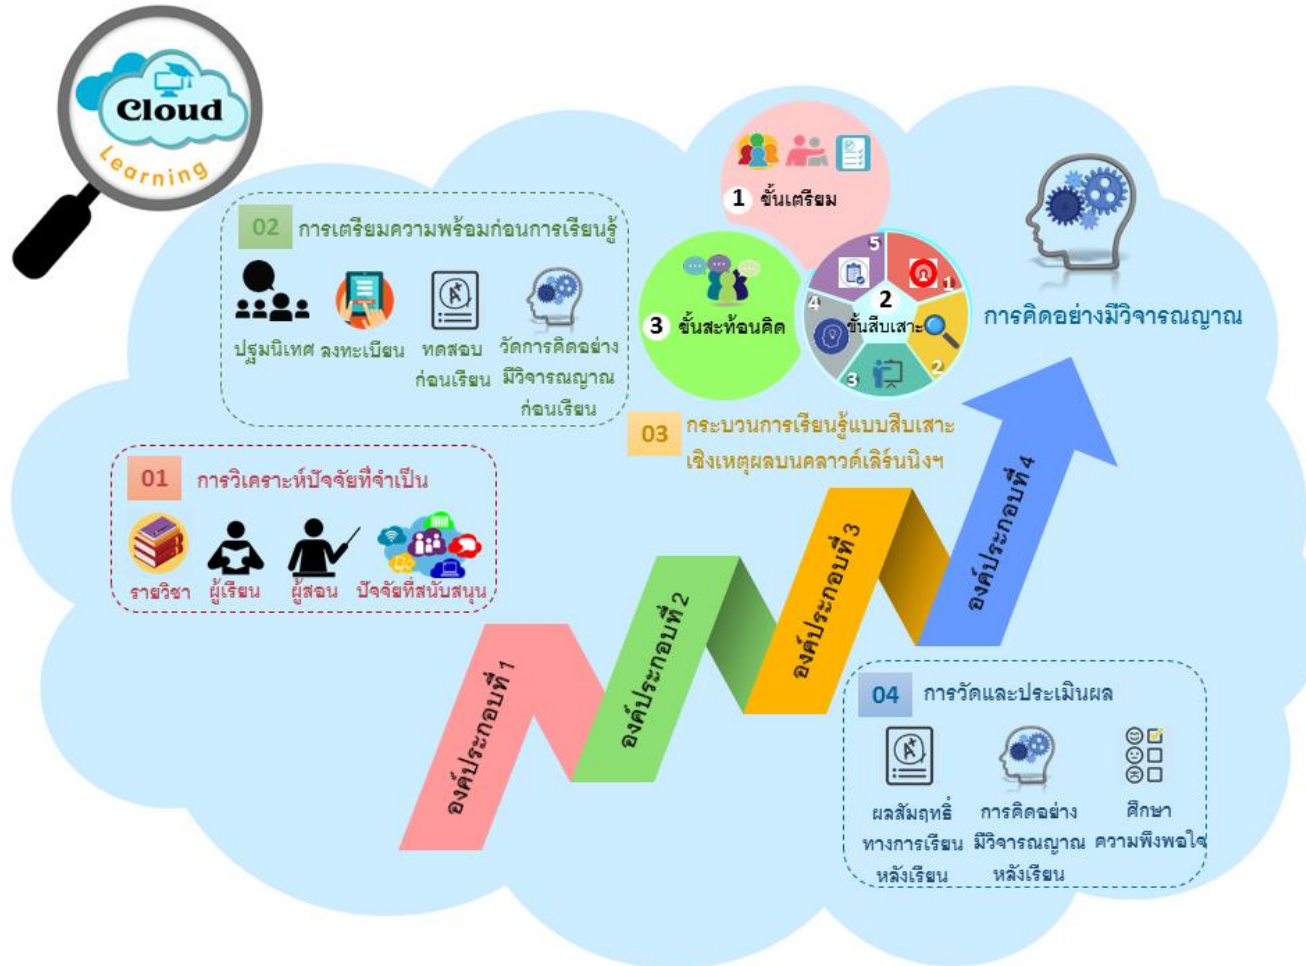 Cloud
Learning
02 การเตรียมความพร้อมก่อนการเรียนรู้
ปฐมนิเทศ
ลงทะเบียน
ทดสอบ
ก่อนเรียน
วัดการคิดอย่าง
มีวิจารณญาณ
ก่อนเรียน
01 การวิเคราะห์ปัจจัยที่จำเป็น
รายวิชา
ผู้เรียน
ผู้สอน
ปัจจัยที่สนับสนุน
1 ขั้นเตรียม
2
ขั้นสืบเสาะ
1
2
3
4
5
3 ขั้นสะท้อนคิด
03 กระบวนการเรียนรู้แบบสืบเสาะ
เชิงเหตุผลบนคลาวด์เลิร์นนิงฯ
การคิดอย่างมีวิจารณญาณ
องค์ประกอบที่ 1
องค์ประกอบที่ 2
องค์ประกอบที่ 3
องค์ประกอบที่ 4
04 การวัดและประเมินผล
A+
ผลสัมฤทธิ์
ทางการเรียน
หลังเรียน
การคิดอย่าง
มีวิจารณญาณ
หลังเรียน
ศึกษา
ความพึงพอใจ